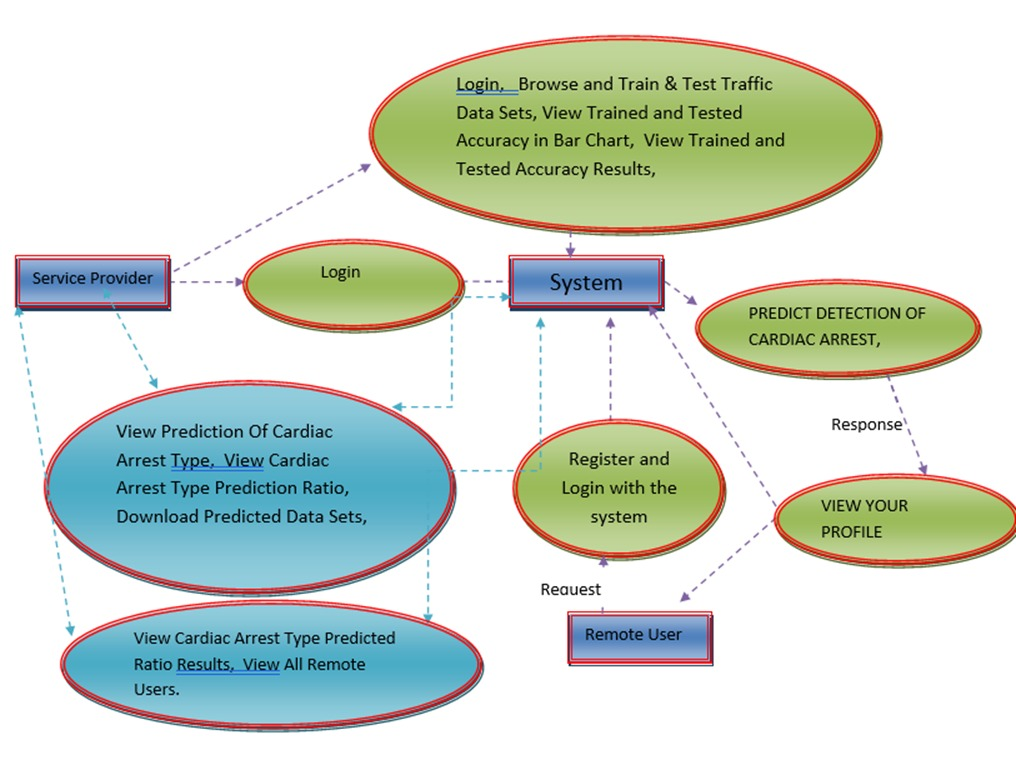 Login, Browse and Train & Test Traffic
Data Sets, View Trained and Tested
Accuracy in Bar Chart, View Trained and
Tested Accuracy Results,
Service Provider
Login
System
PREDICT DETECTION OF
CARDIAC ARREST,
Response
View Prediction Of Cardiac
Arrest Type, View Cardiac
Arrest Type Prediction Ratio,
Download Predicted Data Sets,
Register and
Login with the
system
VIEW YOUR
PROFILE
Request
Remote User
View Cardiac Arrest Type Predicted
Ratio Results, View All Remote
Users.